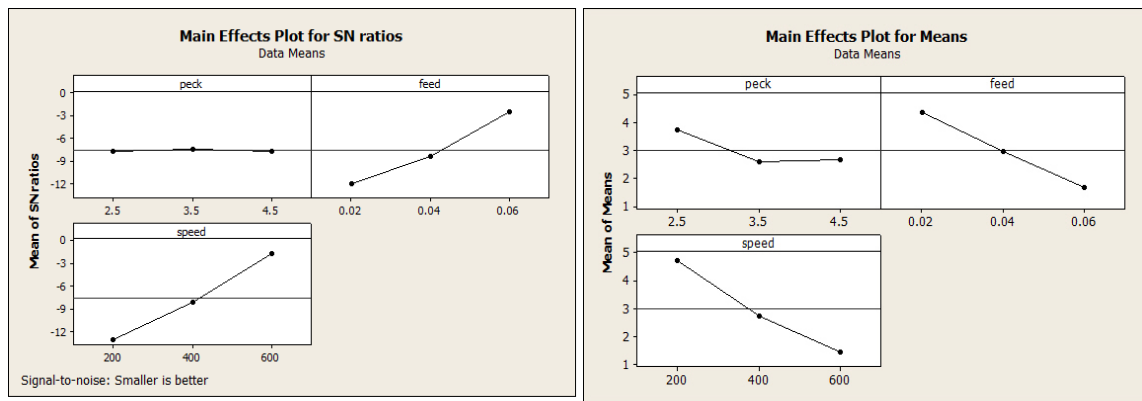 Main Effects Plot for SN ratios
Data Means
peck
feed
0
-3
-6
-9
-12
2.5 3.5 4.5
0.02 0.04 0.06
speed
0
-3
-6
-9
-12
200 400 600
Mean of SN ratios
Signal-to-noise: Smaller is better
Main Effects Plot for Means
Data Means
peck
feed
5
4
3
2
1
2.5 3.5 4.5
0.02 0.04 0.06
speed
5
4
3
2
1
200 400 600
Mean of Means